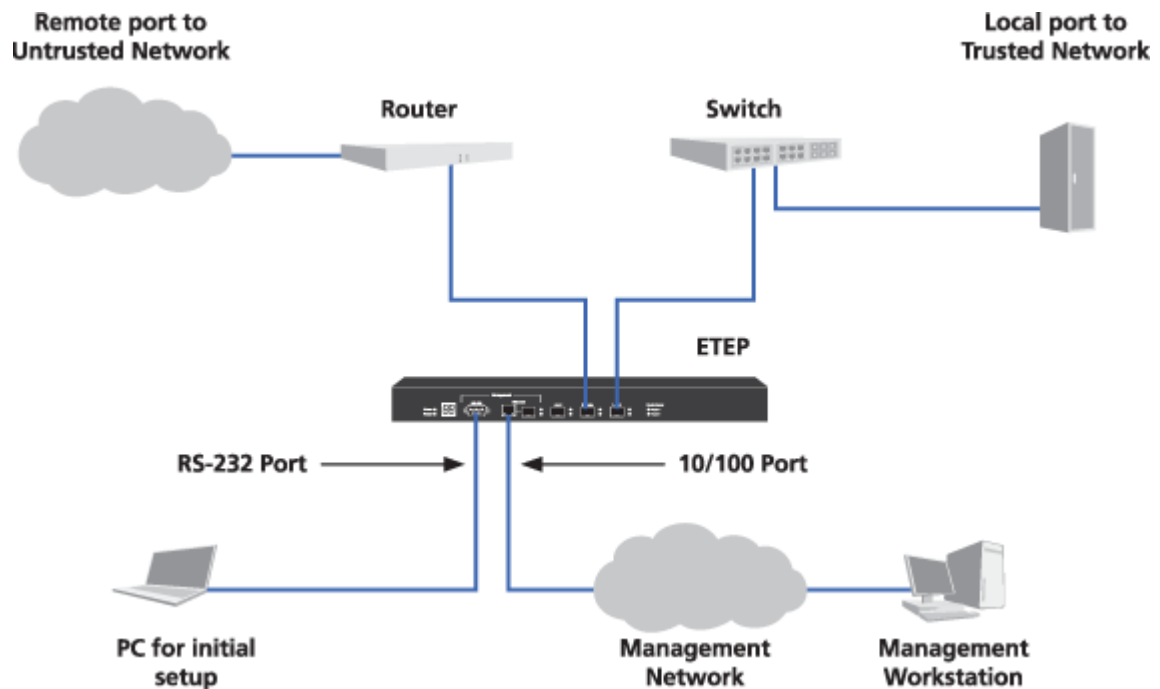 Remote port to
Untrusted Network
Local port to
Trusted Network
Router
Switch
ETEP
RS-232 Port
10/100 Port
PC for initial
setup
Management
Network
Management
Workstation